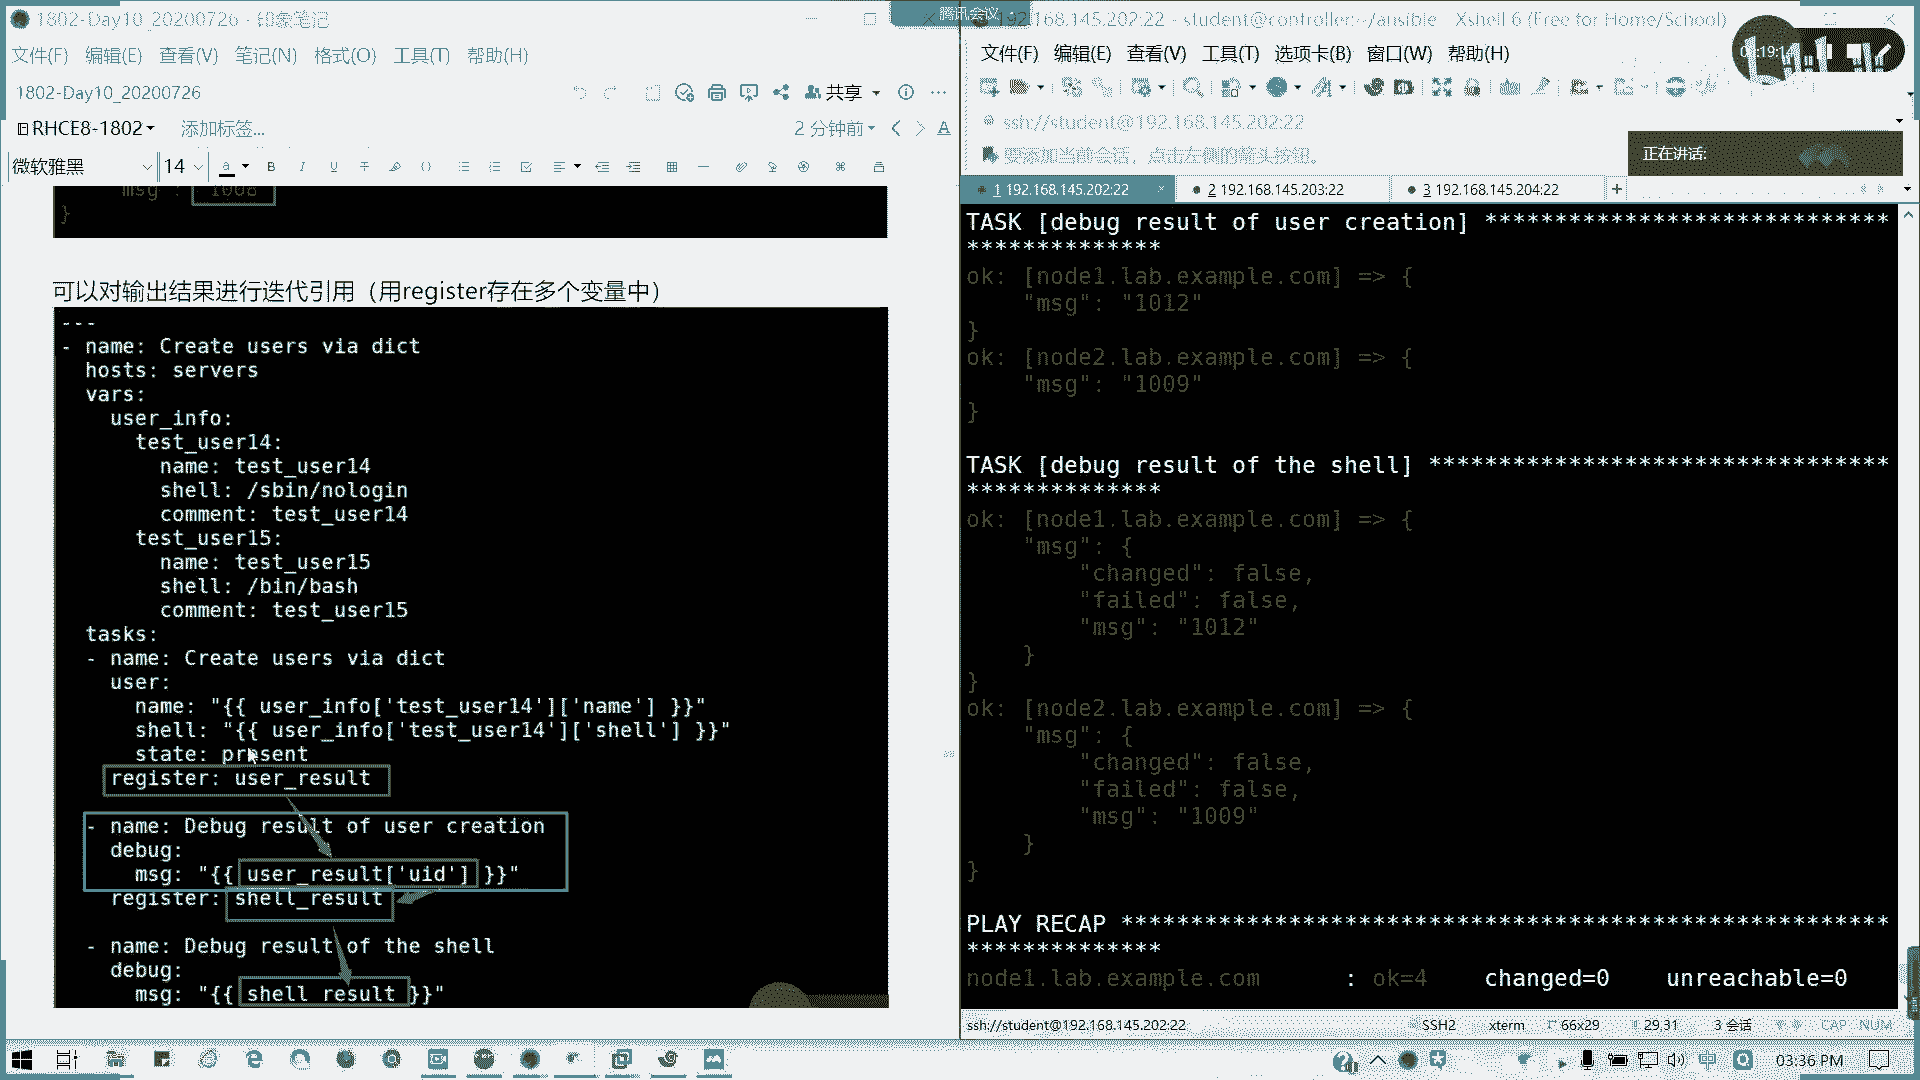 1802-Day10_20200726 - 印象笔记
文件(F) 编辑(E) 查看(V) 笔记(N) 格式(O) 工具(T) 帮助(H)
1802-Day10_20200726
共享
RHCE8-1802
添加标签...
2 分钟前
微软雅黑
14
msg : 1008
}
可以对输出结果进行迭代引用（用register存在多个变量中）
---
- name: Create users via dict
hosts: servers
vars:
user_info:
test_user14:
name: test_user14
shell: /sbin/nologin
comment: test_user14
test_user15:
name: test_user15
shell: /bin/bash
comment: test_user15
tasks:
- name: Create users via dict
user:
name: "{{ user_info['test_user14']['name'] }}"
shell: "{{ user_info['test_user14']['shell'] }}"
state: present
register: user_result
- name: Debug result of user creation
debug:
msg: "{{ user_result['uid'] }}"
register: shell_result
- name: Debug result of the shell
debug:
msg: "{{ shell_result }}"
腾讯会议
192.168.145.202:22 - student@controller:~/ansible - Xshell 6 (Free for Home/School)
文件(F) 编辑(E) 查看(V) 工具(T) 选项卡(B) 窗口(W) 帮助(H)
ssh://student@192.168.145.202:22
要添加当前会话，点击左侧的箭头按钮。
正在讲话:
1 192.168.145.202:22
2 192.168.145.203:22
3 192.168.145.204:22
TASK [debug result of user creation] *****************************
**************
ok: [node1.lab.example.com] => {
"msg": "1012"
}
ok: [node2.lab.example.com] => {
"msg": "1009"
}
TASK [debug result of the shell] *********************************
**************
ok: [node1.lab.example.com] => {
"msg": {
"changed": false,
"failed": false,
"msg": "1012"
}
}
ok: [node2.lab.example.com] => {
"msg": {
"changed": false,
"failed": false,
"msg": "1009"
}
}
PLAY RECAP *******************************************************
**************
node1.lab.example.com : ok=4 changed=0 unreachable=0
ssh://student@192.168.145.202:22
SSH2
xterm
66x29
29,31
3 会话
CAP NUM
03:36 PM